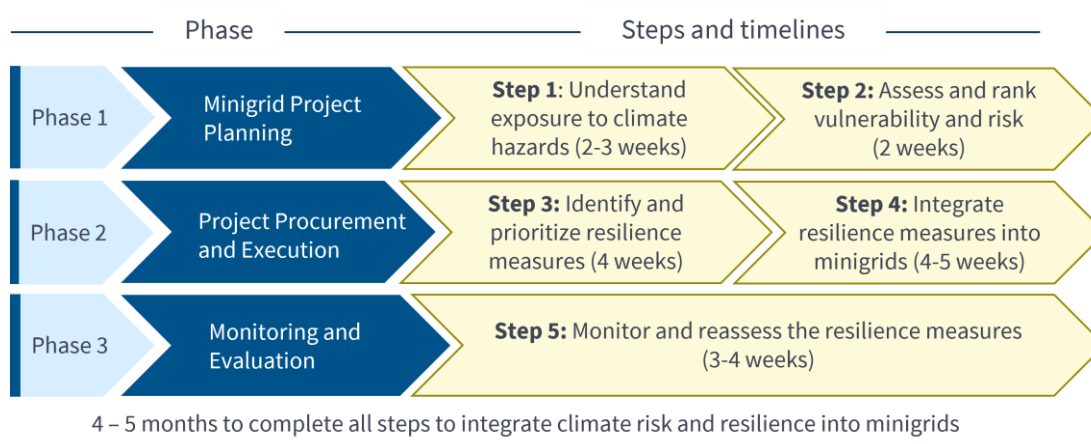 Phase
Steps and timelines
Phase 1
Minigrid Project
Planning
Step 1: Understand
exposure to climate
hazards (2-3 weeks)
Step 2: Assess and rank
vulnerability and risk
(2 weeks)
Phase 2
Project Procurement
and Execution
Step 3: Identify and
prioritize resilience
measures (4 weeks)
Step 4: Integrate
resilience measures into
minigrids (4-5 weeks)
Phase 3
Monitoring and
Evaluation
Step 5: Monitor and reassess the resilience measures
(3-4 weeks)
4 – 5 months to complete all steps to integrate climate risk and resilience into minigrids